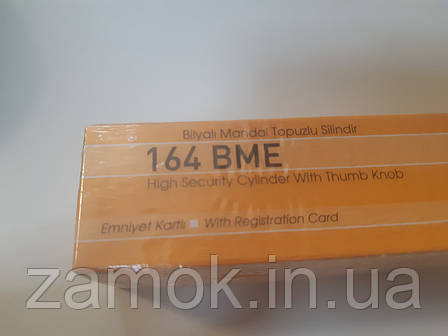 Bilyalı Mandal Topuzlu Silindir
164 BME
High Security Cylinder With Thumb Knob
Emniyet Kartlı ■ With Registration Card
zamok.in.ua